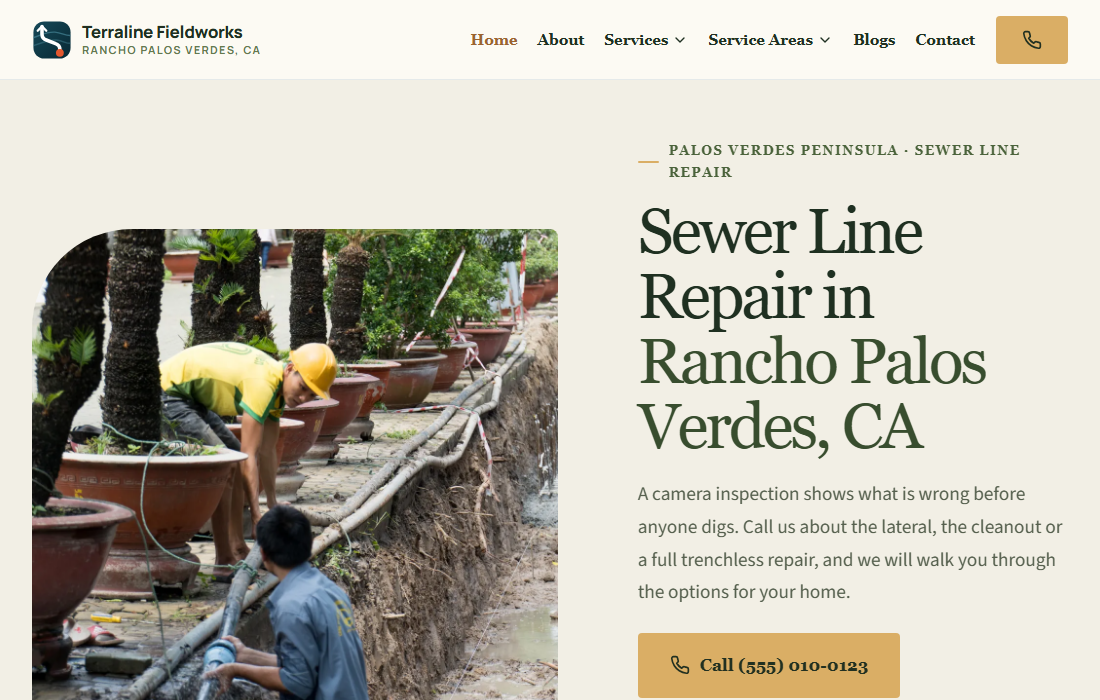 Terraline Fieldworks
RANCHO PALOS VERDES, CA
Home
About
Services
Service Areas
Blogs
Contact
PALOS VERDES PENINSULA · SEWER LINE
REPAIR
Sewer Line
Repair in
Rancho Palos
Verdes, CA
A camera inspection shows what is wrong before
anyone digs. Call us about the lateral, the cleanout or
a full trenchless repair, and we will walk you through
the options for your home.
Call (555) 010-0123